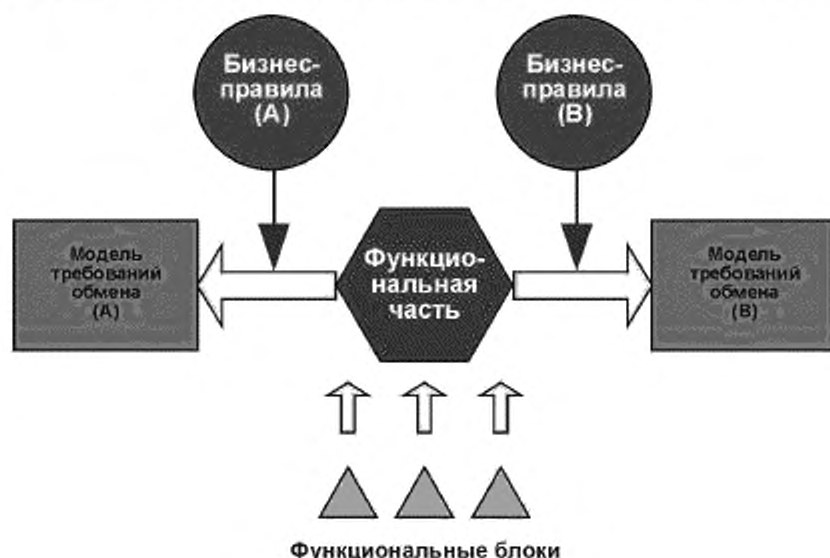 Бизнес-
правила
(А)
Бизнес-
правила
(В)
Модель
требований
обмена
(А)
Функцио-
нальная
часть
Модель
требований
обмена
(В)
Функциональные блоки